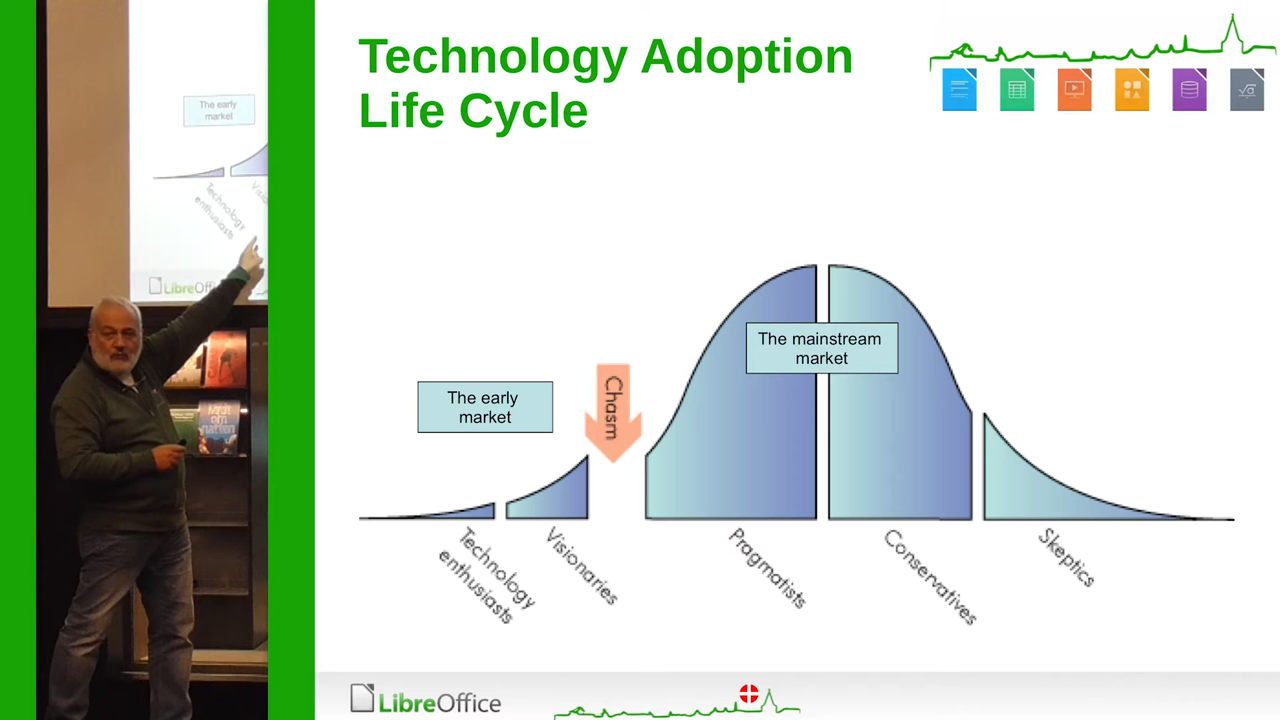 The early
market
Technology
enthusiasts
LibreOffi
Technology Adoption
Life Cycle
The mainstream
market
Chasm
The early
market
Technology
enthusiasts
Visionaries
Pragmatists
Conservatives
Skeptics
LibreOffice